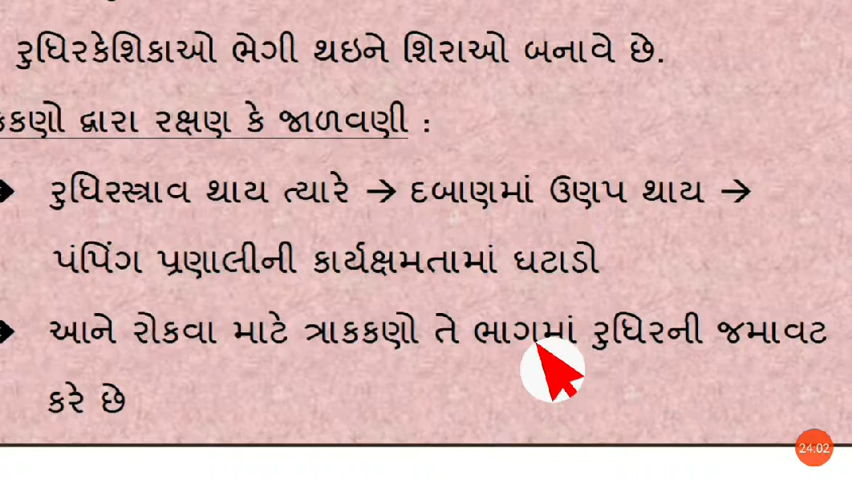 રુધિરકેશિકાઓ ભેગી થઇને શિરાઓ બનાવે છે.
દ્વારા રક્ષણ કે જાળવણી :
રુધિરસ્ત્રાવ થાય ત્યારે → દબાણમાં ઉણપ થાય →
પંપિંગ પ્રણાલીની કાર્યક્ષમતામાં ઘટાડો
આને રોકવા માટે ત્રાકકણો તે ભાગમાં રુધિરની જમાવટ
કરે છે
24:02